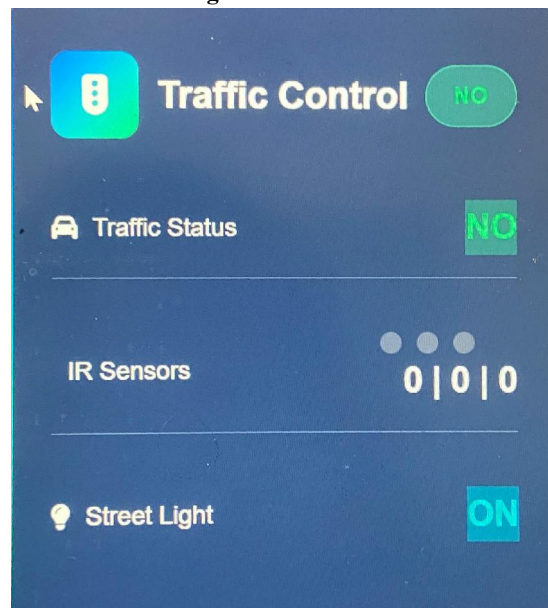 Traffic Control NO
Traffic Status NO
IR Sensors 0|0|0
Street Light ON